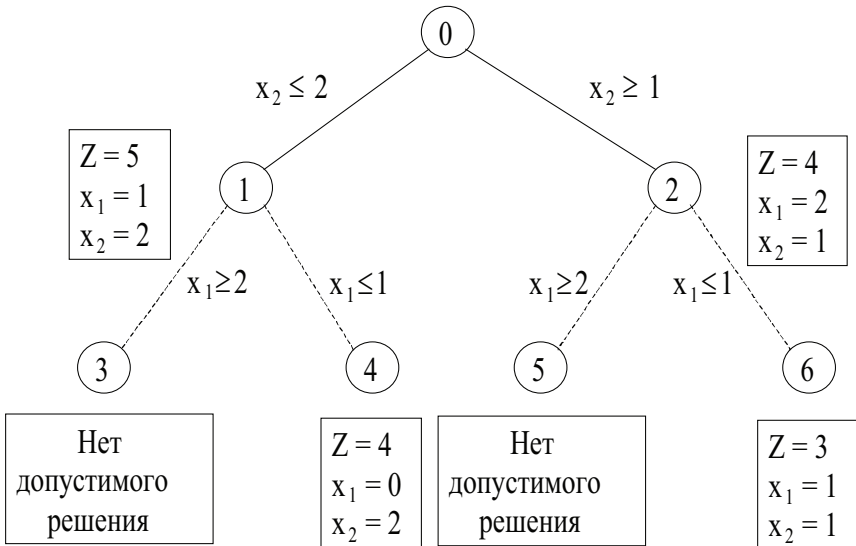 0
x₂ ≤ 2
x₂ ≥ 1
Z = 5
x₁ = 1
x₂ = 2
1
2
Z = 4
x₁ = 2
x₂ = 1
x₁≥2
x₁≤1
x₁≥2
x₁≤1
3
4
5
6
Нет
допустимого
решения
Z = 4
x₁ = 0
x₂ = 2
Нет
допустимого
решения
Z = 3
x₁ = 1
x₂ = 1